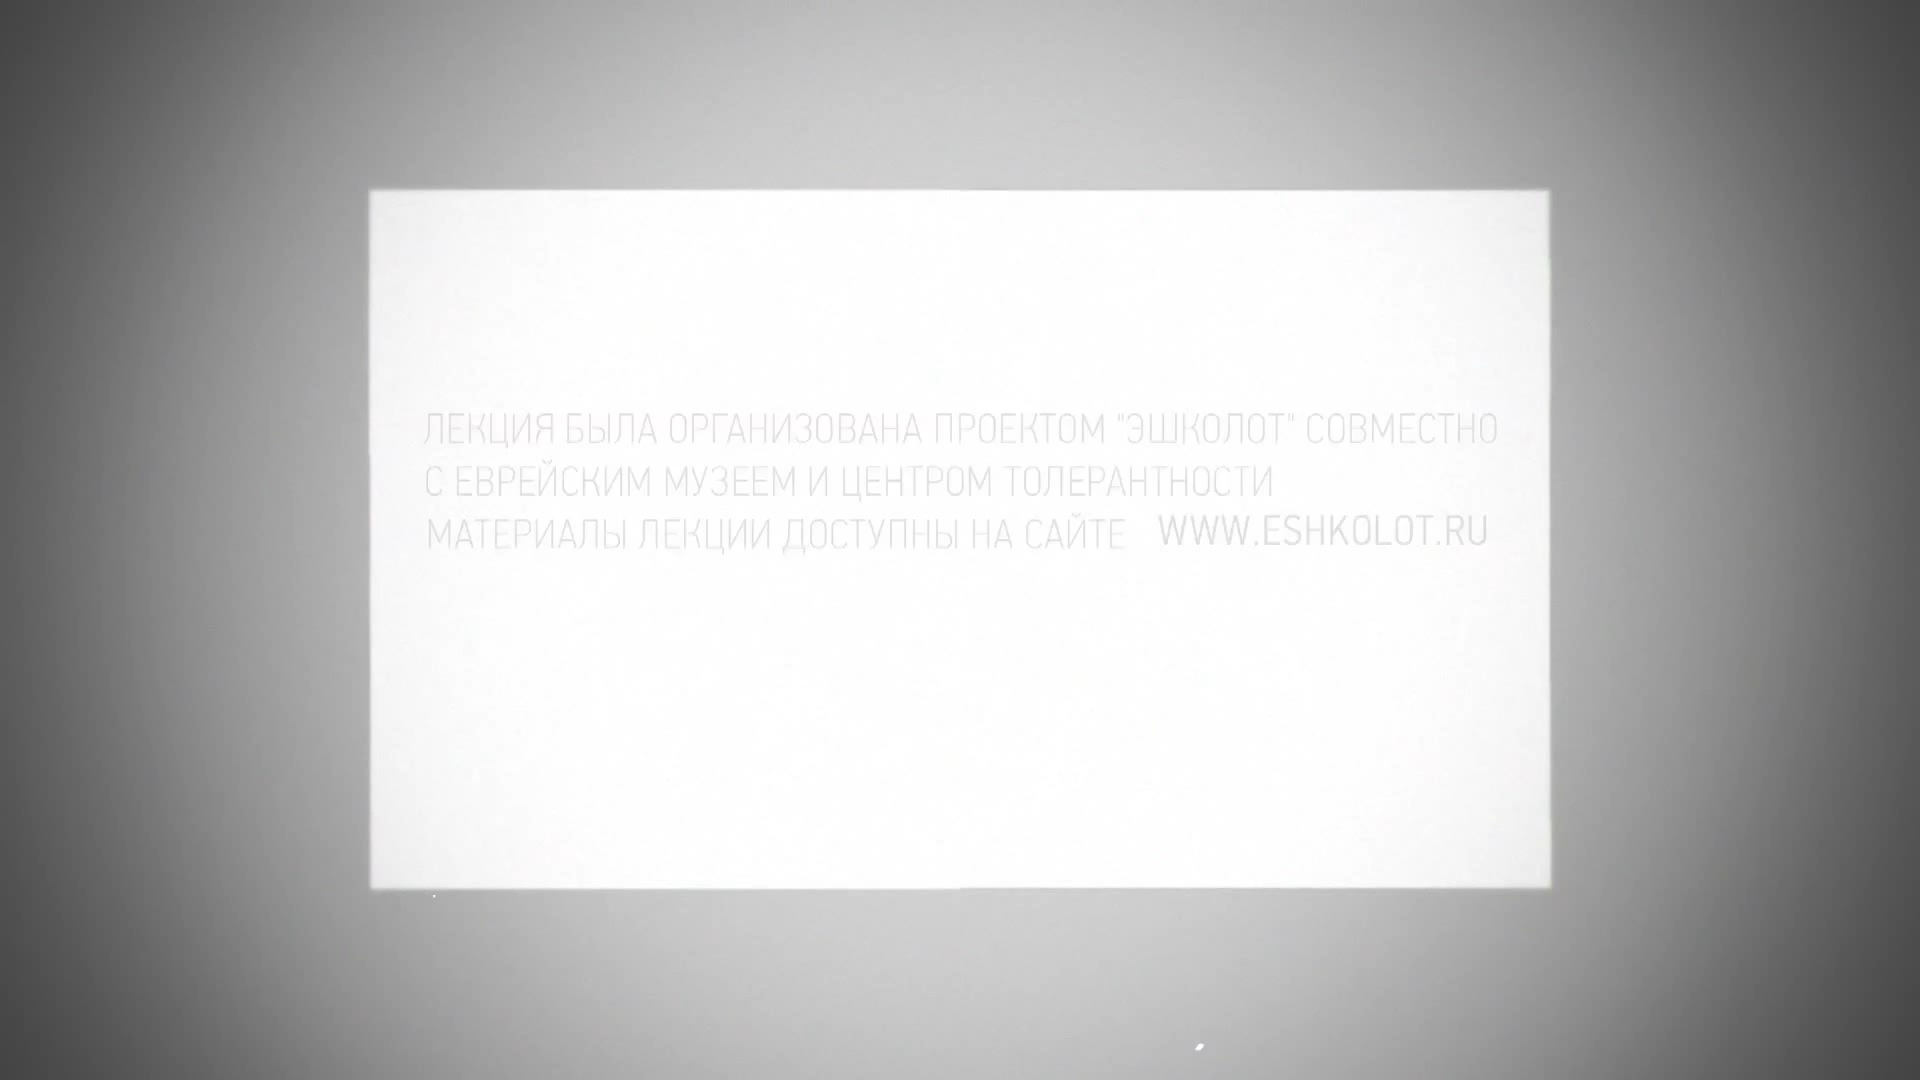 ЛЕКЦИЯ БЫЛА ОРГАНИЗОВАНА ПРОЕКТОМ "ЭШКОЛОТ" СОВМЕСТНО
С ЕВРЕЙСКИМ МУЗЕЕМ И ЦЕНТРОМ ТОЛЕРАНТНОСТИ
МАТЕРИАЛЫ ЛЕКЦИИ ДОСТУПНЫ НА САЙТЕ WWW.ESHKOLOT.RU